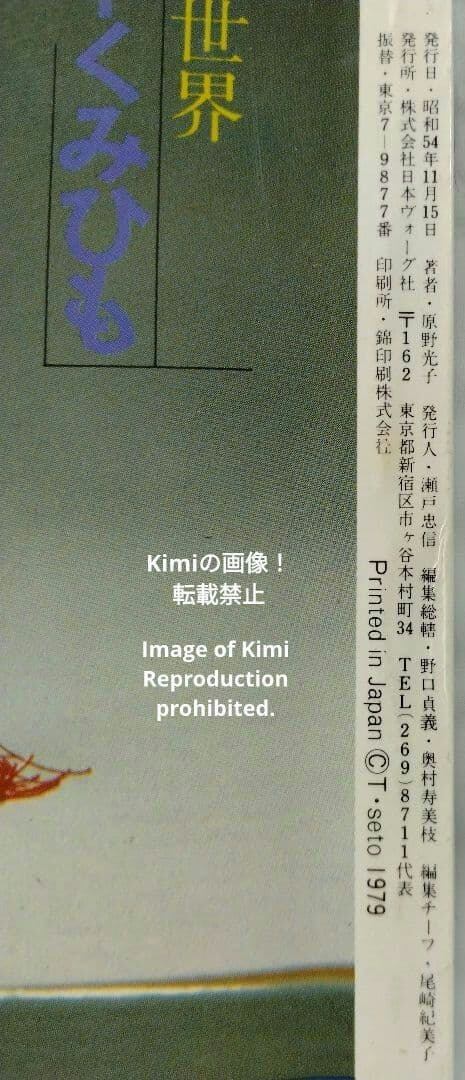 世界
くみひも
発行日・昭和54年11月15日 著者・原野光子 発行人・瀬戸忠信 編集総轄・野口貞義・奥村寿美枝 編集チーフ・尾崎紀美子
発行所・株式会社日本ヴォーグ社 〒162 東京都新宿区市ヶ谷本村町34 TEL(269)8711代表
振替・東京7−9877番 印刷所・錦印刷株式会社
Printed in Japan ©T・seto 1979
Kimiの画像！
転載禁止
Image of Kimi
Reproduction
prohibited.